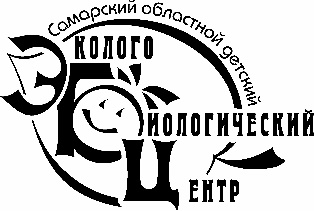 Самарский областной детский
ЭКОЛОГО
БИОЛОГИЧЕСКИЙ
ЦЕНТР